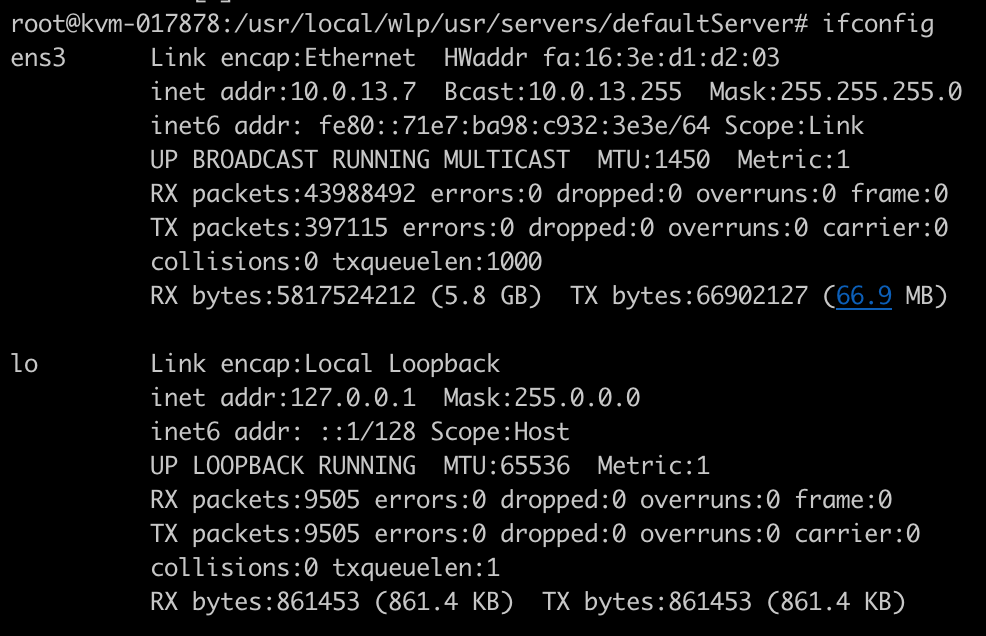 root@kvm-017878:/usr/local/wlp/usr/servers/defaultServer# ifconfig
ens3      Link encap:Ethernet  HWaddr fa:16:3e:d1:d2:03
          inet addr:10.0.13.7  Bcast:10.0.13.255  Mask:255.255.255.0
          inet6 addr: fe80::71e7:ba98:c932:3e3e/64 Scope:Link
          UP BROADCAST RUNNING MULTICAST  MTU:1450  Metric:1
          RX packets:43988492 errors:0 dropped:0 overruns:0 frame:0
          TX packets:397115 errors:0 dropped:0 overruns:0 carrier:0
          collisions:0 txqueuelen:1000
          RX bytes:5817524212 (5.8 GB)  TX bytes:66902127 (66.9 MB)

lo        Link encap:Local Loopback
          inet addr:127.0.0.1  Mask:255.0.0.0
          inet6 addr: ::1/128 Scope:Host
          UP LOOPBACK RUNNING  MTU:65536  Metric:1
          RX packets:9505 errors:0 dropped:0 overruns:0 frame:0
          TX packets:9505 errors:0 dropped:0 overruns:0 carrier:0
          collisions:0 txqueuelen:1
          RX bytes:861453 (861.4 KB)  TX bytes:861453 (861.4 KB)